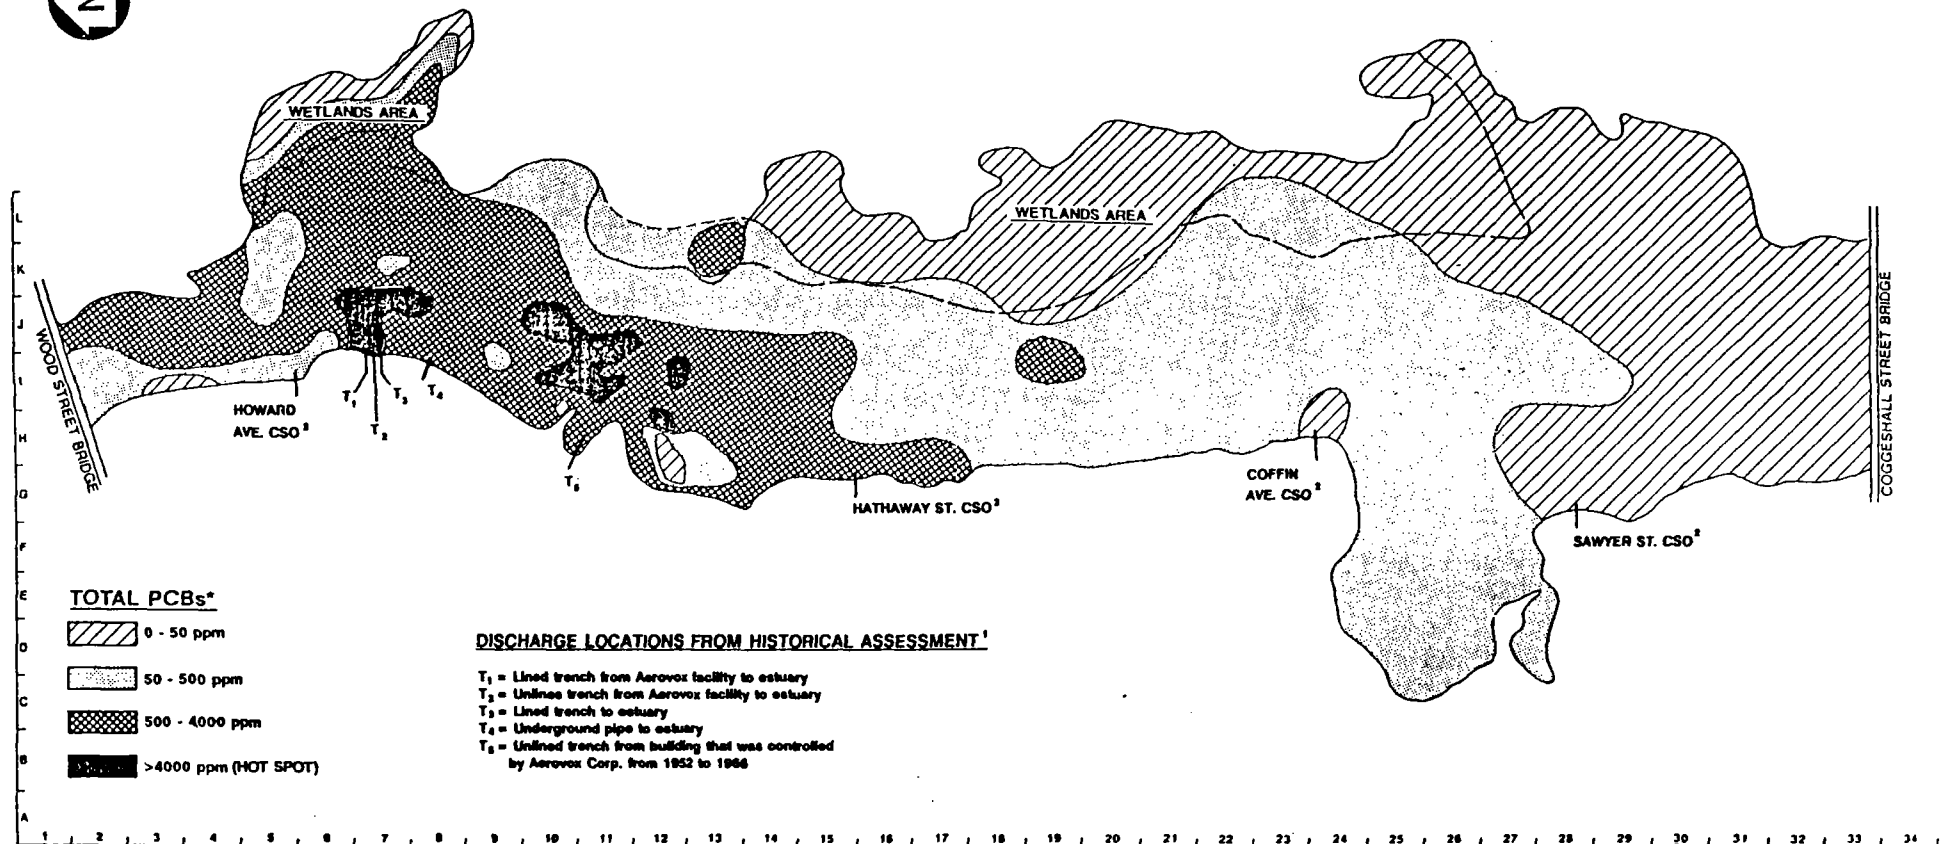 N
WETLANDS AREA
WETLANDS AREA
L
K
J
I
H
G
F
E
D
C
B
A
WOOD STREET BRIDGE
COGGESHALL STREET BRIDGE
HOWARD
AVE. CSO²
T₁
T₂
T₃
T₄
T₅
HATHAWAY ST. CSO²
COFFIN
AVE. CSO²
SAWYER ST. CSO²
TOTAL PCBs*
0 - 50 ppm
50 - 500 ppm
500 - 4000 ppm
>4000 ppm (HOT SPOT)
DISCHARGE LOCATIONS FROM HISTORICAL ASSESSMENT¹
T₁ = Lined trench from Aerovox facility to estuary
T₂ = Unlines trench from Aerovox facility to estuary
T₃ = Lined trench to estuary
T₄ = Underground pipe to estuary
T₅ = Unlined trench from building that was controlled
by Aerovox Corp. from 1952 to 1966
1 2 3 4 5 6 7 8 9 10 11 12 13 14 15 16 17 18 19 20 21 22 23 24 25 26 27 28 29 30 31 32 33 34